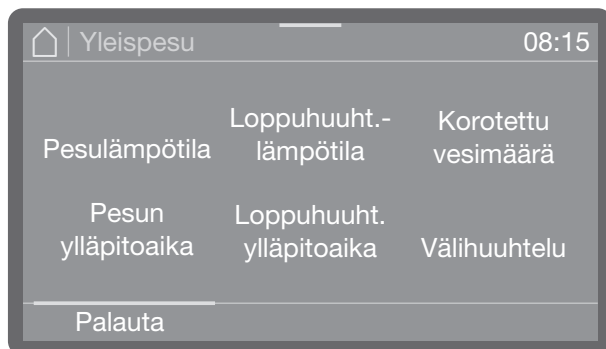 Yleispesu 08:15
Pesulämpötila
Loppuhuuht.-
lämpötila
Korotettu
vesimäärä
Pesun
ylläpitoaika
Loppuhuuht.
ylläpitoaika
Välihuuhtelu
Palauta